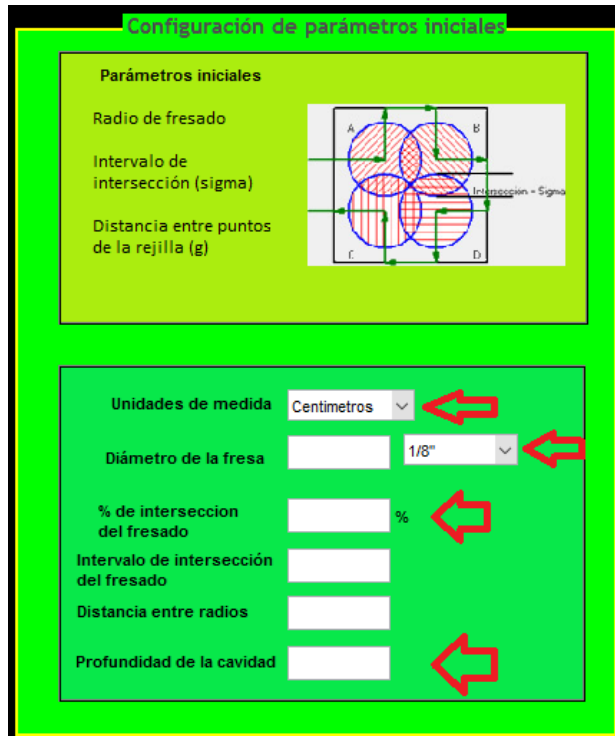 Configuración de parámetros iniciales
Parámetros iniciales
Radio de fresado
Intervalo de
intersección (sigma)
Distancia entre puntos
de la rejilla (g)
A
B
Interseccion - Sigma
C
D
Unidades de medida
Centimetros
Diámetro de la fresa
1/8"
% de interseccion
del fresado
%
Intervalo de intersección
del fresado
Distancia entre radios
Profundidad de la cavidad